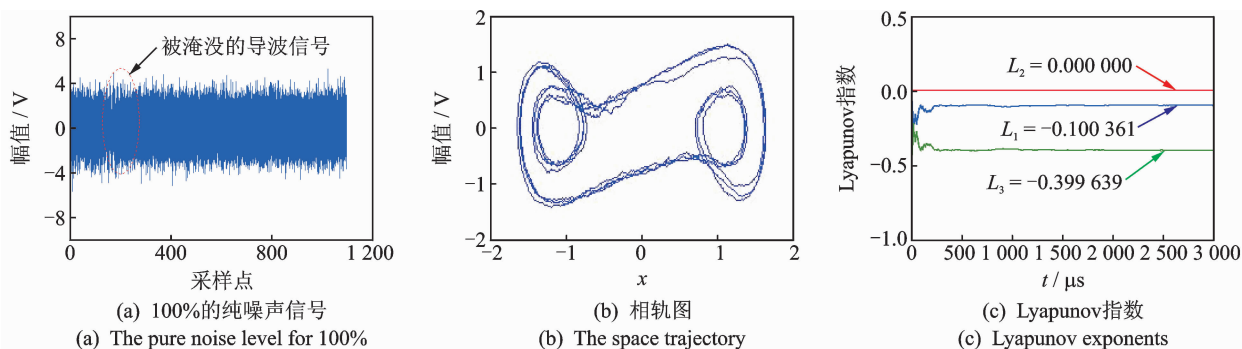 8
4
0
−4
−8
幅值 / V
被淹没的导波信号
0
400
800
1 200
采样点
(a) 100%的纯噪声信号
(a) The pure noise level for 100%
2
1
0
−1
−2
幅值 / V
−2
−1
0
1
2
x
(b) 相轨图
(b) The space trajectory
0.5
0.0
−0.5
−1.0
Lyapunov指数
L₂ = 0.000 000
L₁ = −0.100 361
L₃ = −0.399 639
0
500
1 000
1 500
2 000
2 500
3 000
t / μs
(c) Lyapunov指数
(c) Lyapunov exponents